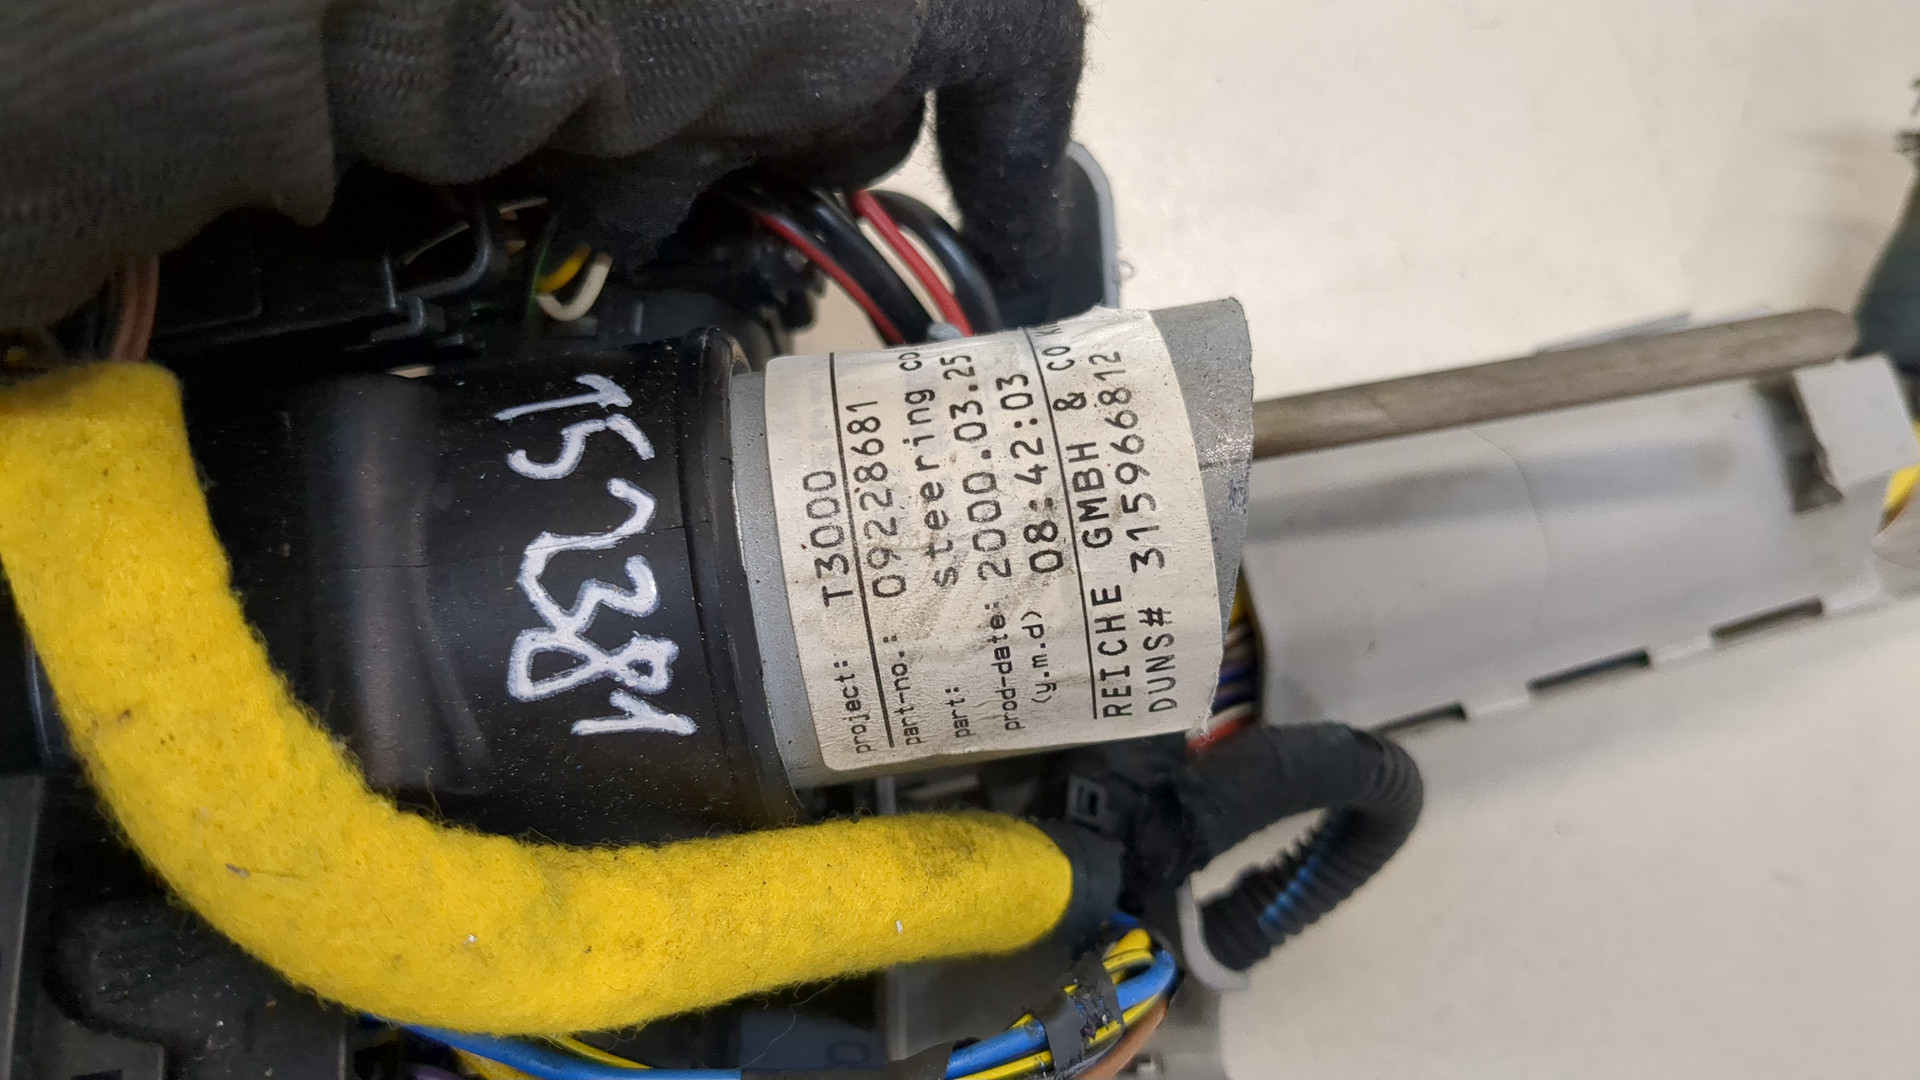 project: T3000
part-no.: 09228681
part: steering co
prod-date: 2000.03.25
(y.m.d) 08:42:03
REICHE GMBH & CO
DUNS# 315966812